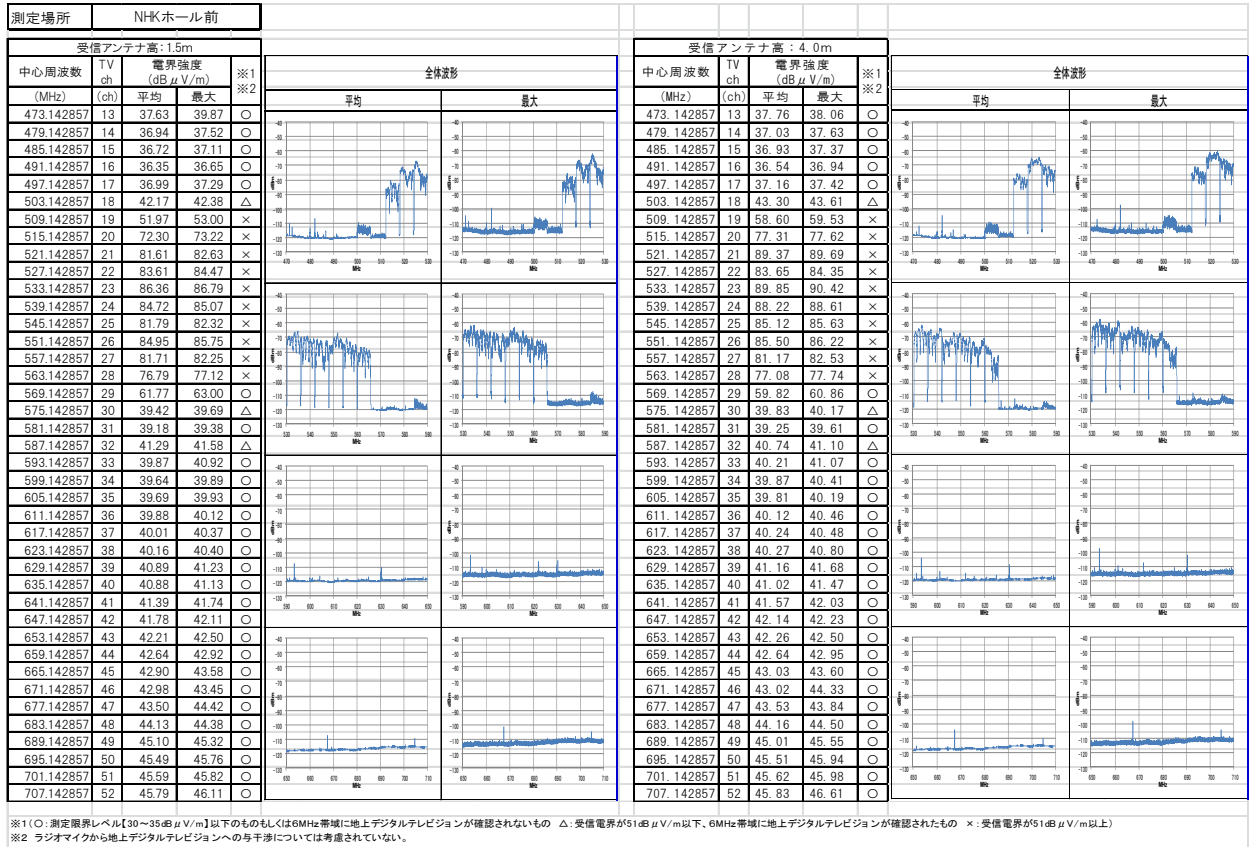 測定場所 NHKホール前
受信アンテナ高：1.5m
中心周波数 TV ch 電界強度 (dBμV/m) ※1 ※2 全体波形
(MHz) (ch) 平均 最大 平均 最大
473.142857 13 37.63 39.87 ○
479.142857 14 36.94 37.52 ○
485.142857 15 36.72 37.11 ○
491.142857 16 36.35 36.65 ○
497.142857 17 36.99 37.29 ○
503.142857 18 42.17 42.38 △
509.142857 19 51.97 53.00 ×
515.142857 20 72.30 73.22 ×
521.142857 21 81.61 82.63 ×
527.142857 22 83.61 84.47 ×
533.142857 23 86.36 86.79 ×
539.142857 24 84.72 85.07 ×
545.142857 25 81.79 82.32 ×
551.142857 26 84.95 85.75 ×
557.142857 27 81.71 82.25 ×
563.142857 28 76.79 77.12 ×
569.142857 29 61.77 63.00 ○
575.142857 30 39.42 39.69 △
581.142857 31 39.18 39.38 ○
587.142857 32 41.29 41.58 △
593.142857 33 39.87 40.92 ○
599.142857 34 39.64 39.89 ○
605.142857 35 39.69 39.93 ○
611.142857 36 39.88 40.12 ○
617.142857 37 40.01 40.37 ○
623.142857 38 40.16 40.40 ○
629.142857 39 40.89 41.23 ○
635.142857 40 40.88 41.13 ○
641.142857 41 41.39 41.74 ○
647.142857 42 41.78 42.11 ○
653.142857 43 42.21 42.50 ○
659.142857 44 42.64 42.92 ○
665.142857 45 42.90 43.58 ○
671.142857 46 42.98 43.45 ○
677.142857 47 43.50 44.42 ○
683.142857 48 44.13 44.38 ○
689.142857 49 45.10 45.32 ○
695.142857 50 45.49 45.76 ○
701.142857 51 45.59 45.82 ○
707.142857 52 45.79 46.11 ○
受信アンテナ高：4.0m
中心周波数 TV ch 電界強度 (dBμV/m) ※1 ※2 全体波形
(MHz) (ch) 平均 最大 平均 最大
473.142857 13 37.76 38.06 ○
479.142857 14 37.03 37.63 ○
485.142857 15 36.93 37.37 ○
491.142857 16 36.54 36.94 ○
497.142857 17 37.16 37.42 ○
503.142857 18 43.30 43.61 △
509.142857 19 58.60 59.53 ×
515.142857 20 77.31 77.62 ×
521.142857 21 89.37 89.69 ×
527.142857 22 83.65 84.35 ×
533.142857 23 89.85 90.42 ×
539.142857 24 88.22 88.61 ×
545.142857 25 85.12 85.63 ×
551.142857 26 85.50 86.22 ×
557.142857 27 81.17 82.53 ×
563.142857 28 77.08 77.74 ×
569.142857 29 59.82 60.86 ○
575.142857 30 39.83 40.17 △
581.142857 31 39.25 39.61 ○
587.142857 32 40.74 41.10 △
593.142857 33 40.21 41.07 ○
599.142857 34 39.87 40.41 ○
605.142857 35 39.81 40.19 ○
611.142857 36 40.12 40.46 ○
617.142857 37 40.24 40.48 ○
623.142857 38 40.27 40.80 ○
629.142857 39 41.16 41.68 ○
635.142857 40 41.02 41.47 ○
641.142857 41 41.57 42.03 ○
647.142857 42 42.14 42.23 ○
653.142857 43 42.26 42.50 ○
659.142857 44 42.64 42.95 ○
665.142857 45 43.03 43.60 ○
671.142857 46 43.02 44.33 ○
677.142857 47 43.53 43.84 ○
683.142857 48 44.16 44.50 ○
689.142857 49 45.01 45.55 ○
695.142857 50 45.51 45.94 ○
701.142857 51 45.62 45.98 ○
707.142857 52 45.83 46.61 ○
※1(○：測定限界レベル【30～35dBμV/m】以下のものもしくは6MHz帯域に地上デジタルテレビジョンが確認されないもの △：受信電界が51dBμV/m以下、6MHz帯域に地上デジタルテレビジョンが確認されたもの ×：受信電界が51dBμV/m以上)
※2 ラジオマイクから地上デジタルテレビジョンへの与干渉については考慮されていない。